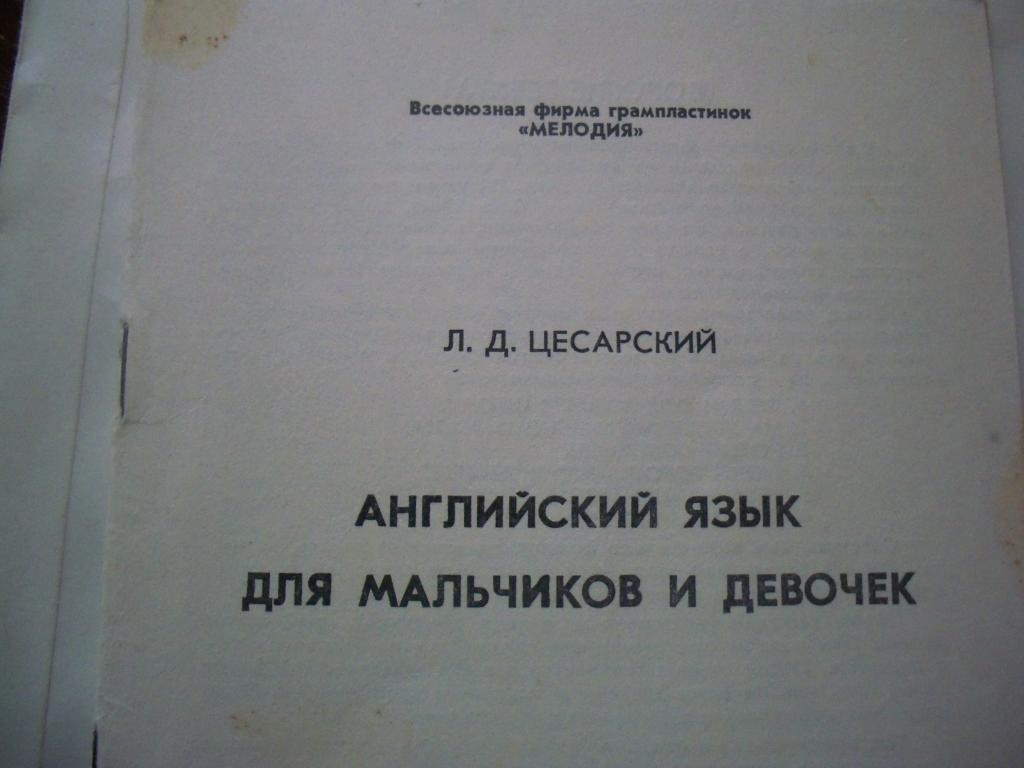 Всесоюзная фирма грампластинок
«МЕЛОДИЯ»
Л. Д. ЦЕСАРСКИЙ
АНГЛИЙСКИЙ ЯЗЫК
ДЛЯ МАЛЬЧИКОВ И ДЕВОЧЕК